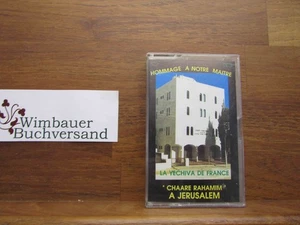 Wimbauer
Buchversand
HOMMAGE A NOTRE MAITRE
LA YECHIVA DE FRANCE
" CHAARE RAHAMIM "
A JERUSALEM